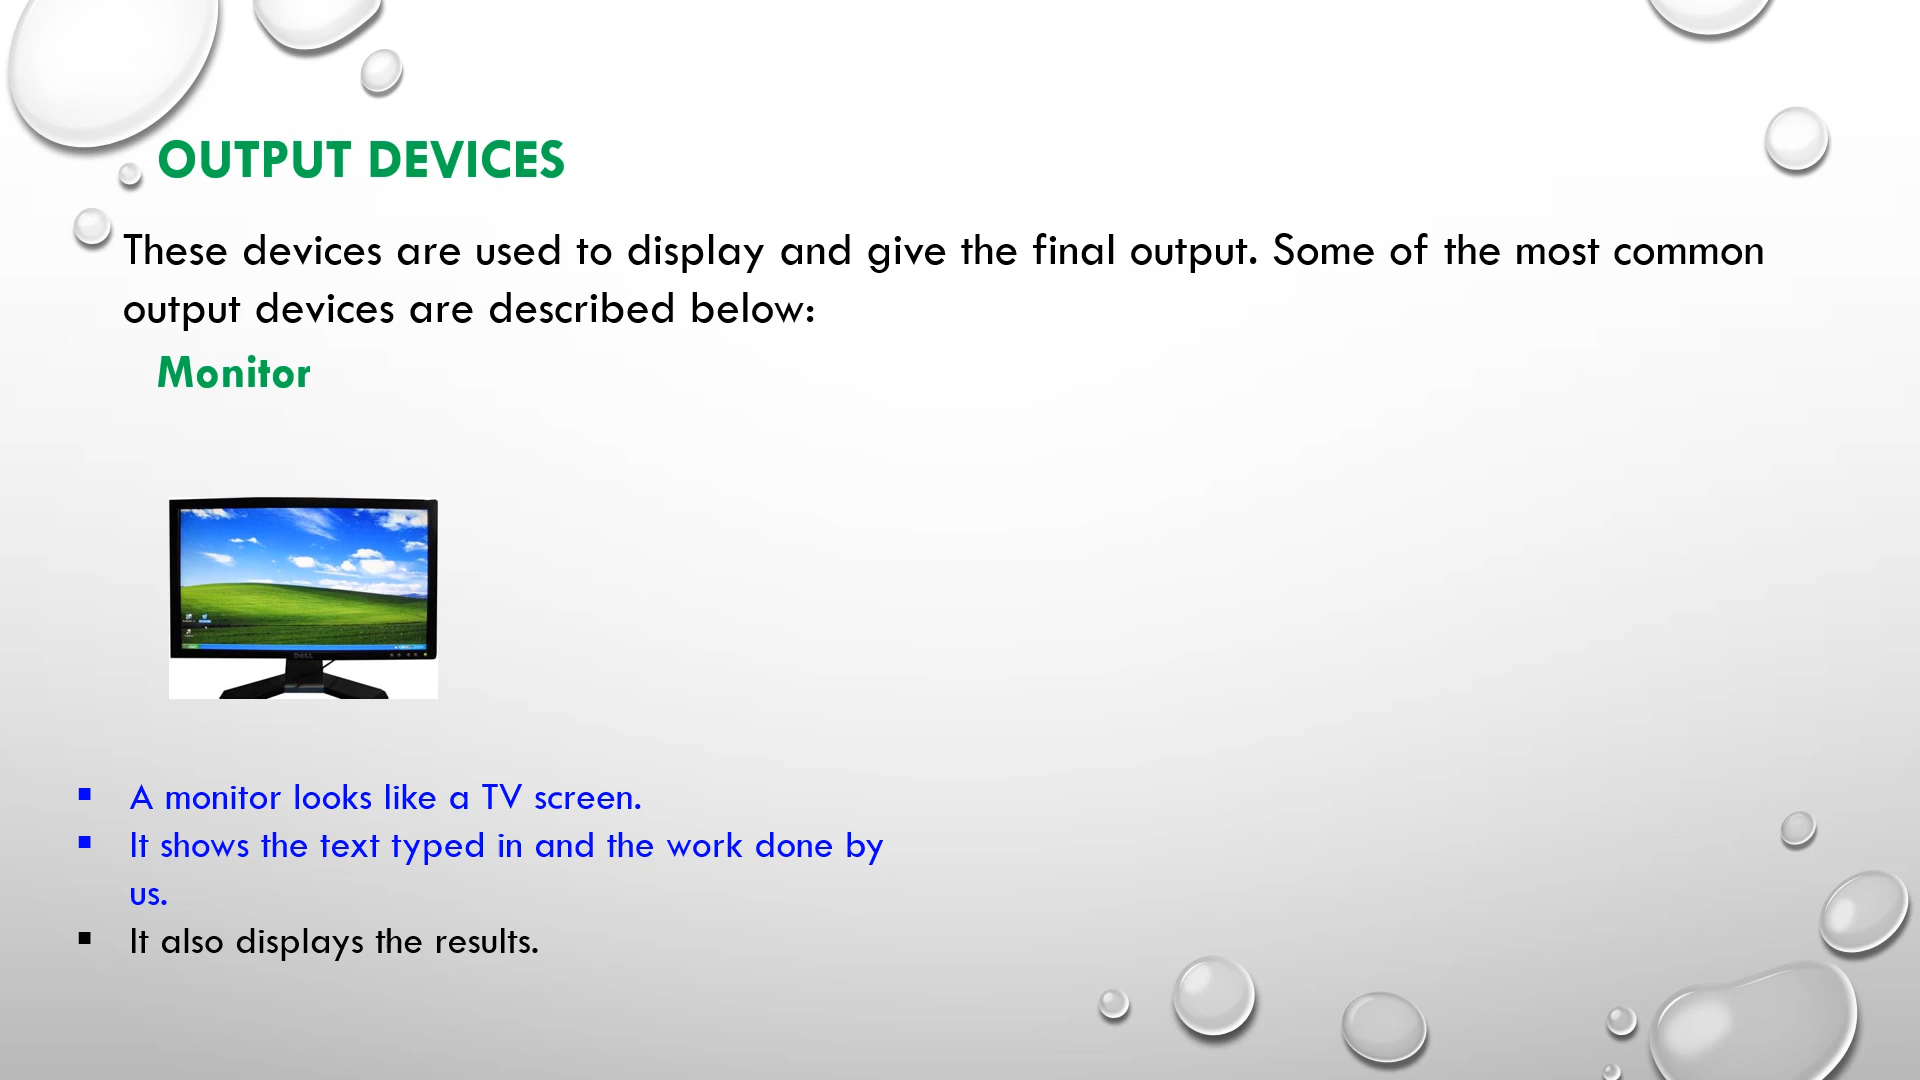 OUTPUT DEVICES
These devices are used to display and give the final output. Some of the most common
output devices are described below:
Monitor
▪ A monitor looks like a TV screen.
▪ It shows the text typed in and the work done by
us.
▪ It also displays the results.